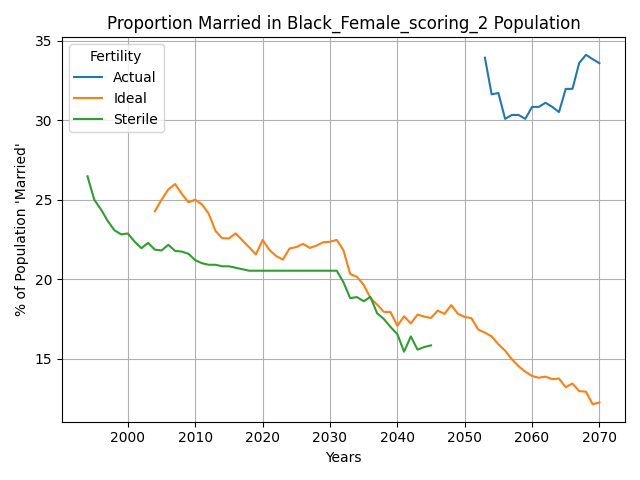 Proportion Married in Black_Female_scoring_2 Population
% of Population 'Married'
35
30
25
20
15
Fertility
Actual
Ideal
Sterile
2000 2010 2020 2030 2040 2050 2060 2070
Years